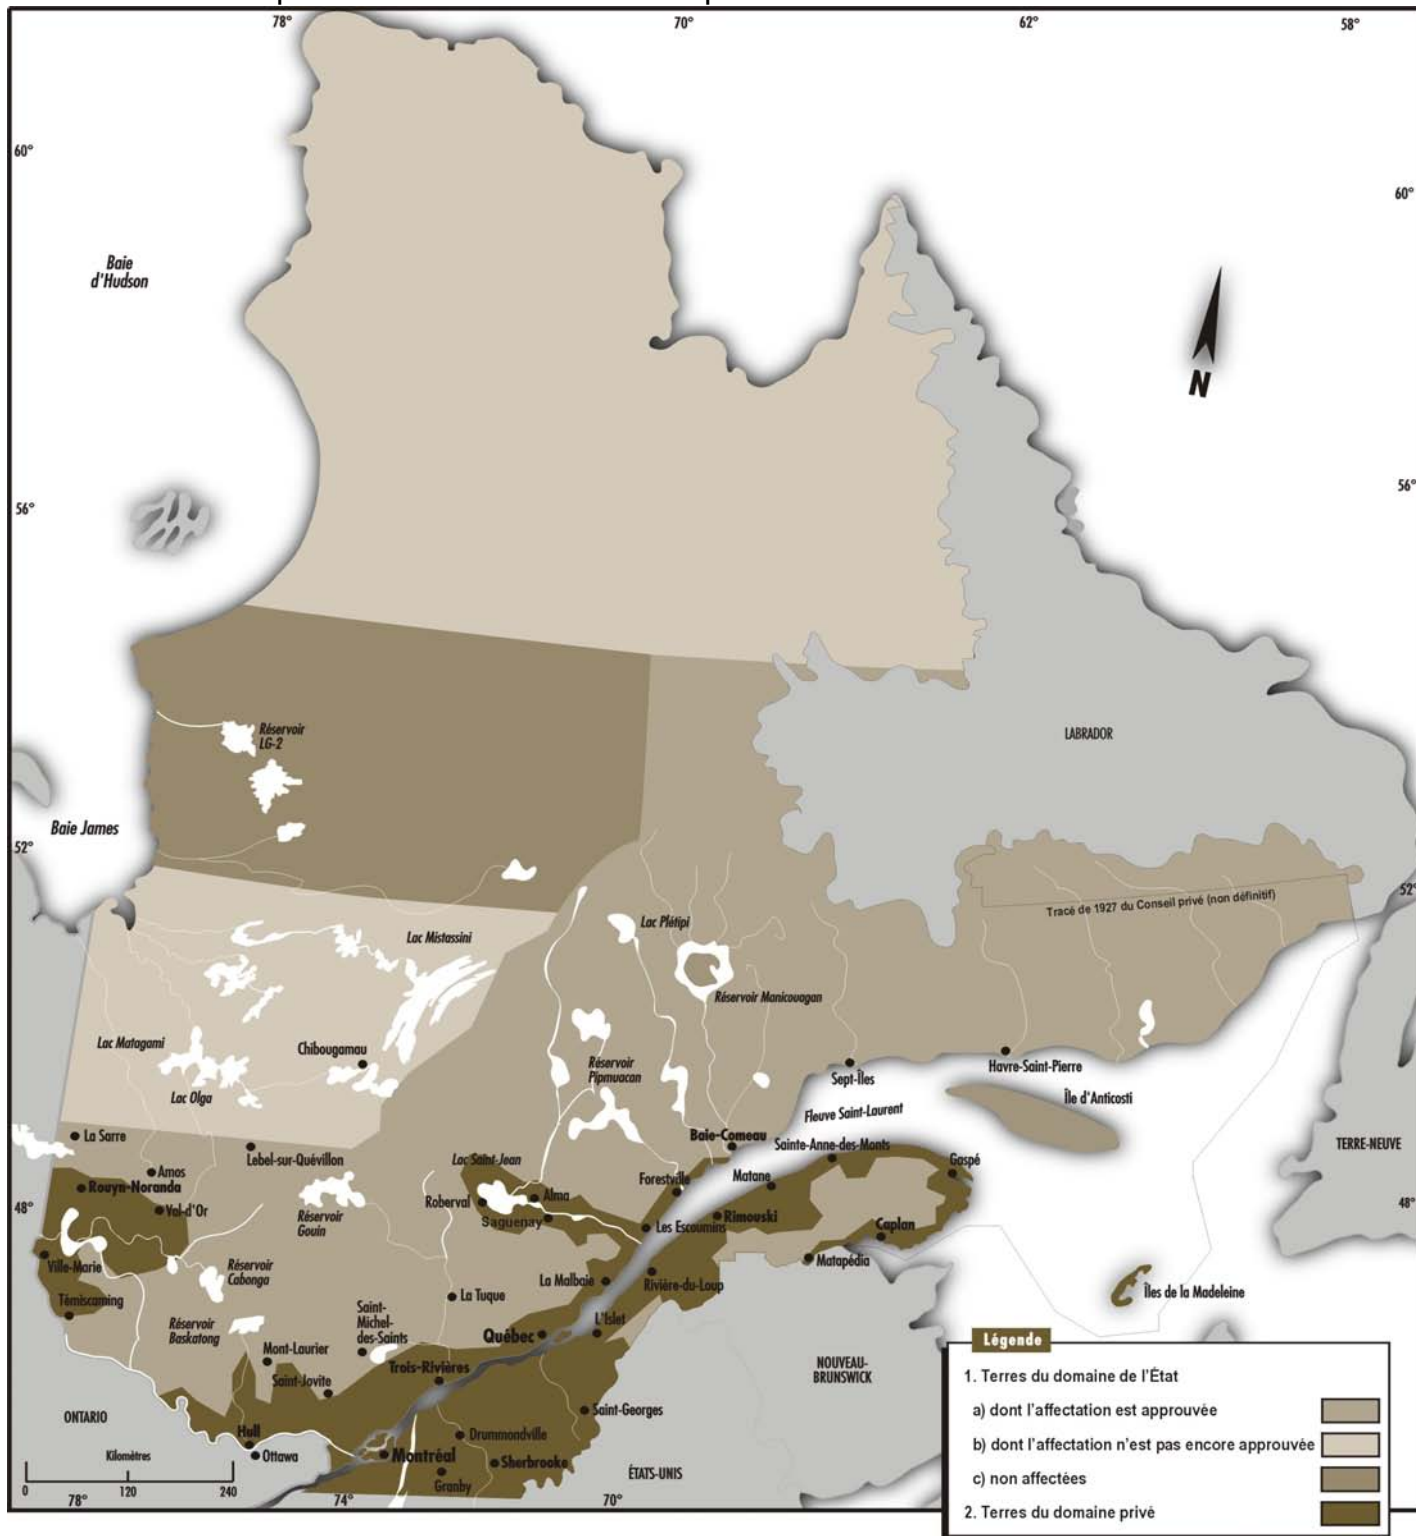 78°
70°
62°
58°
60°
60°
Baie
d'Hudson
N
56°
56°
Réservoir
LG-2
LABRADOR
Baie James
52°
52°
Tracé de 1927 du Conseil privé (non définitif)
Lac Plétipi
Lac Mistassini
Réservoir Manicouagan
Lac Matagami
Chibougamau
Réservoir
Pipmuacan
Lac Olga
Sept-Îles
Havre-Saint-Pierre
Île d'Anticosti
Fleuve Saint-Laurent
La Sarre
Lebel-sur-Quévillon
Baie-Comeau
Sainte-Anne-des-Monts
TERRE-NEUVE
Lac Saint-Jean
Amos
Forestville
Matane
Gaspé
Rouyn-Noranda
Roberval
Alma
48°
48°
Val-d'Or
Réservoir
Gouin
Saguenay
Les Escoumins
Rimouski
Caplan
Ville-Marie
Réservoir
Cabonga
La Malbaie
Rivière-du-Loup
Matapédia
Îles de la Madeleine
Témiscaming
La Tuque
Saint-
Michel-
des-Saints
Réservoir
Baskatong
Québec
L'Islet
Mont-Laurier
Trois-Rivières
Saint-Jovite
NOUVEAU-
BRUNSWICK
ONTARIO
Saint-Georges
Hull
Drummondville
Ottawa
Montréal
Sherbrooke
Granby
ÉTATS-UNIS
Kilomètres
0 120 240
78°
74°
70°
Légende
1. Terres du domaine de l'État
a) dont l'affectation est approuvée
b) dont l'affectation n'est pas encore approuvée
c) non affectées
2. Terres du domaine privé